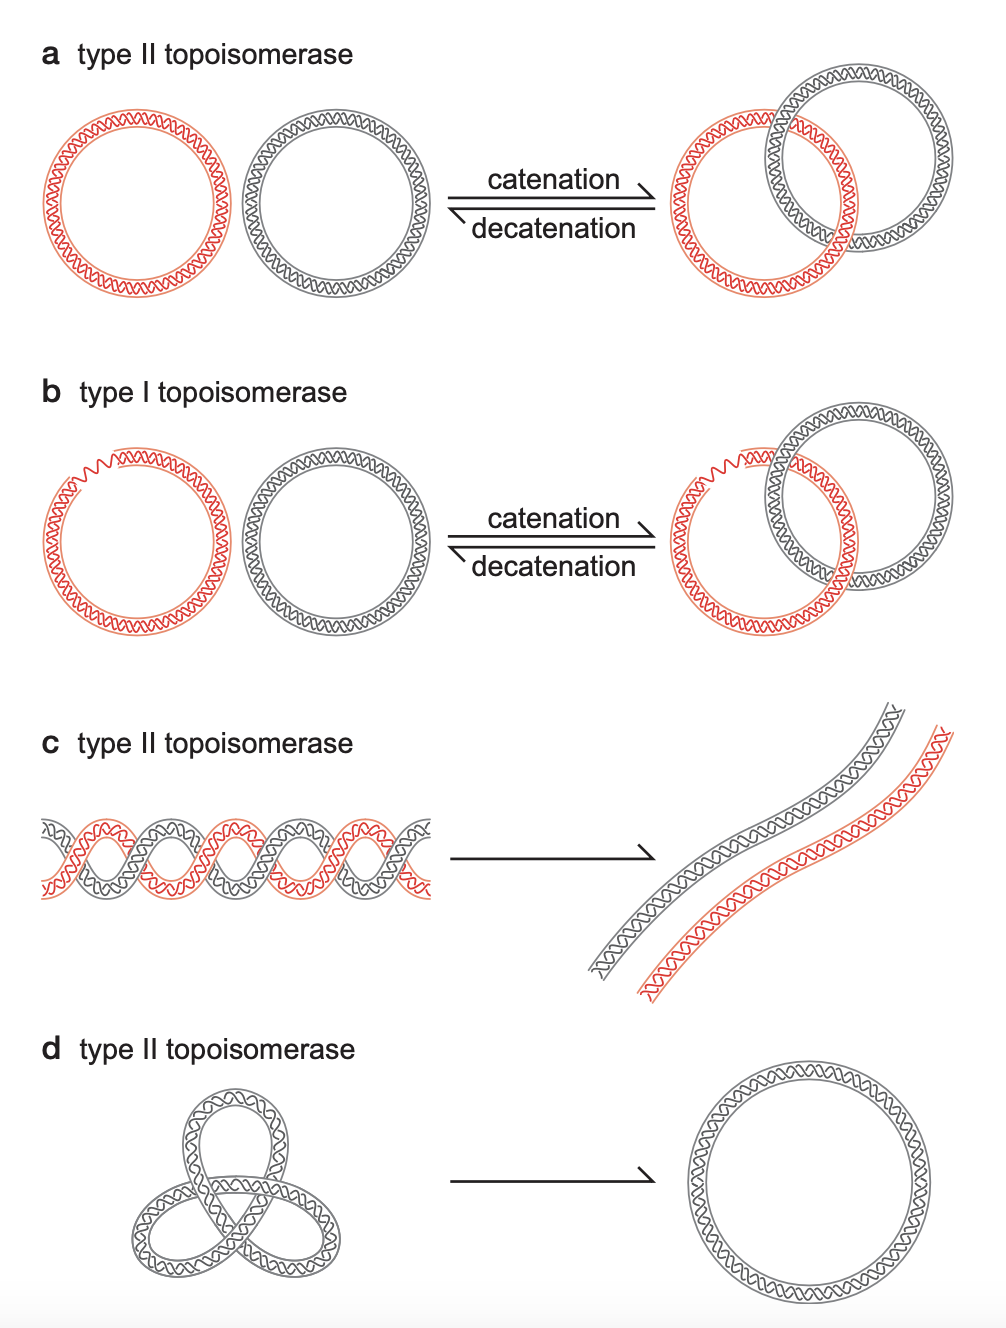 a type II topoisomerase
catenation
decatenation
b type I topoisomerase
catenation
decatenation
c type II topoisomerase
d type II topoisomerase